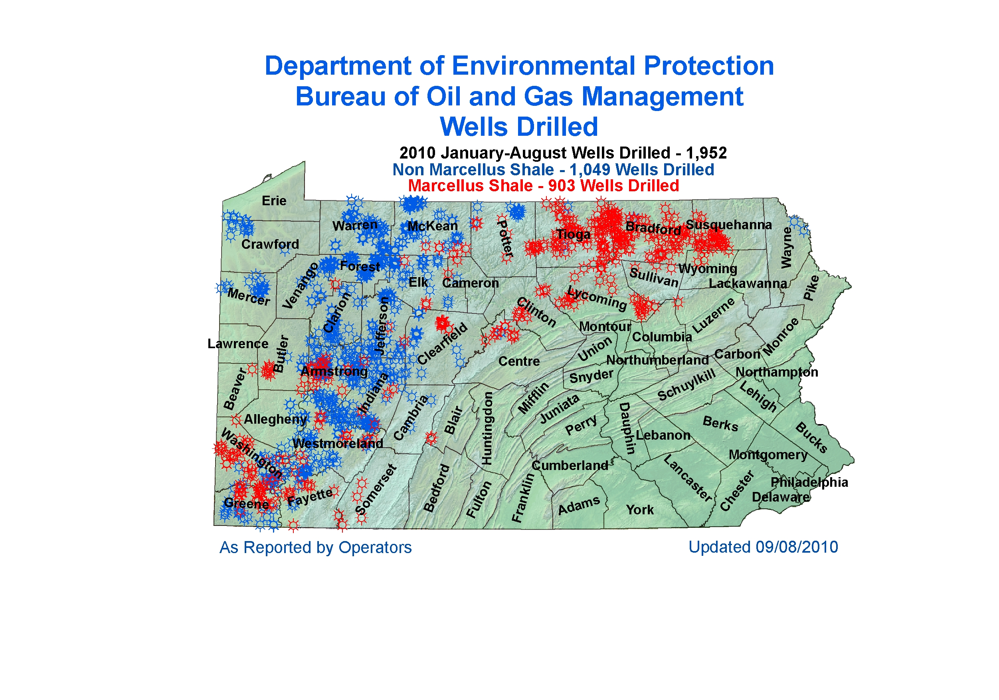 Department of Environmental Protection
Bureau of Oil and Gas Management
Wells Drilled
2010 January-August Wells Drilled - 1,952
Non Marcellus Shale - 1,049 Wells Drilled
Marcellus Shale - 903 Wells Drilled
Erie
Crawford
Warren
McKean
Potter
Tioga
Bradford
Susquehanna
Wayne
Forest
Venango
Mercer
Elk
Cameron
Sullivan
Wyoming
Lackawanna
Pike
Clarion
Jefferson
Clinton
Lycoming
Luzerne
Monroe
Lawrence
Butler
Clearfield
Centre
Montour
Columbia
Union
Northumberland
Carbon
Northampton
Snyder
Schuylkill
Lehigh
Beaver
Armstrong
Indiana
Allegheny
Cambria
Blair
Huntingdon
Mifflin
Juniata
Perry
Dauphin
Lebanon
Berks
Bucks
Washington
Westmoreland
Montgomery
Somerset
Bedford
Fulton
Franklin
Cumberland
Lancaster
Chester
Philadelphia
Delaware
Greene
Fayette
Adams
York
As Reported by Operators
Updated 09/08/2010